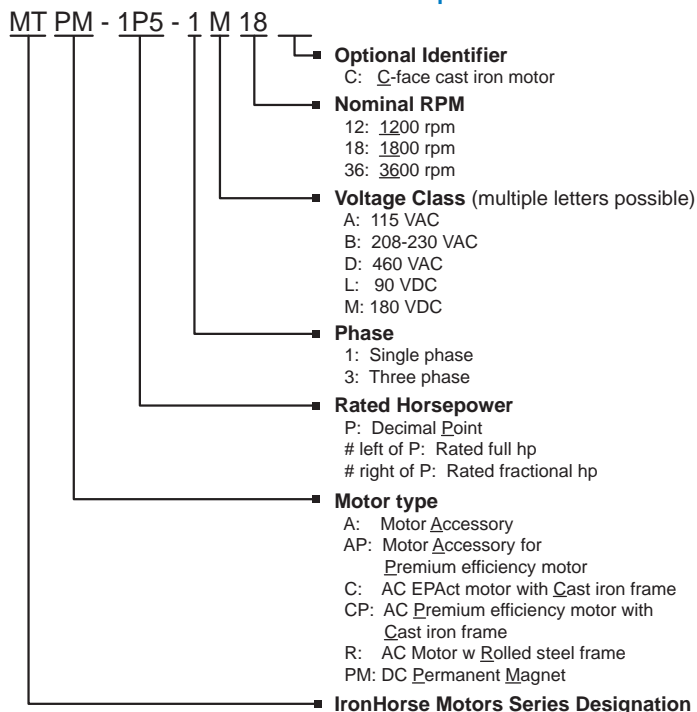 MT PM - 1P5 - 1 M 18
Optional Identifier
C: C-face cast iron motor
Nominal RPM
12: 1200 rpm
18: 1800 rpm
36: 3600 rpm
Voltage Class (multiple letters possible)
A: 115 VAC
B: 208-230 VAC
D: 460 VAC
L: 90 VDC
M: 180 VDC
Phase
1: Single phase
3: Three phase
Rated Horsepower
P: Decimal Point
# left of P: Rated full hp
# right of P: Rated fractional hp
Motor type
A: Motor Accessory
AP: Motor Accessory for
Premium efficiency motor
C: AC EPAct motor with Cast iron frame
CP: AC Premium efficiency motor with
Cast iron frame
R: AC Motor w Rolled steel frame
PM: DC Permanent Magnet
IronHorse Motors Series Designation